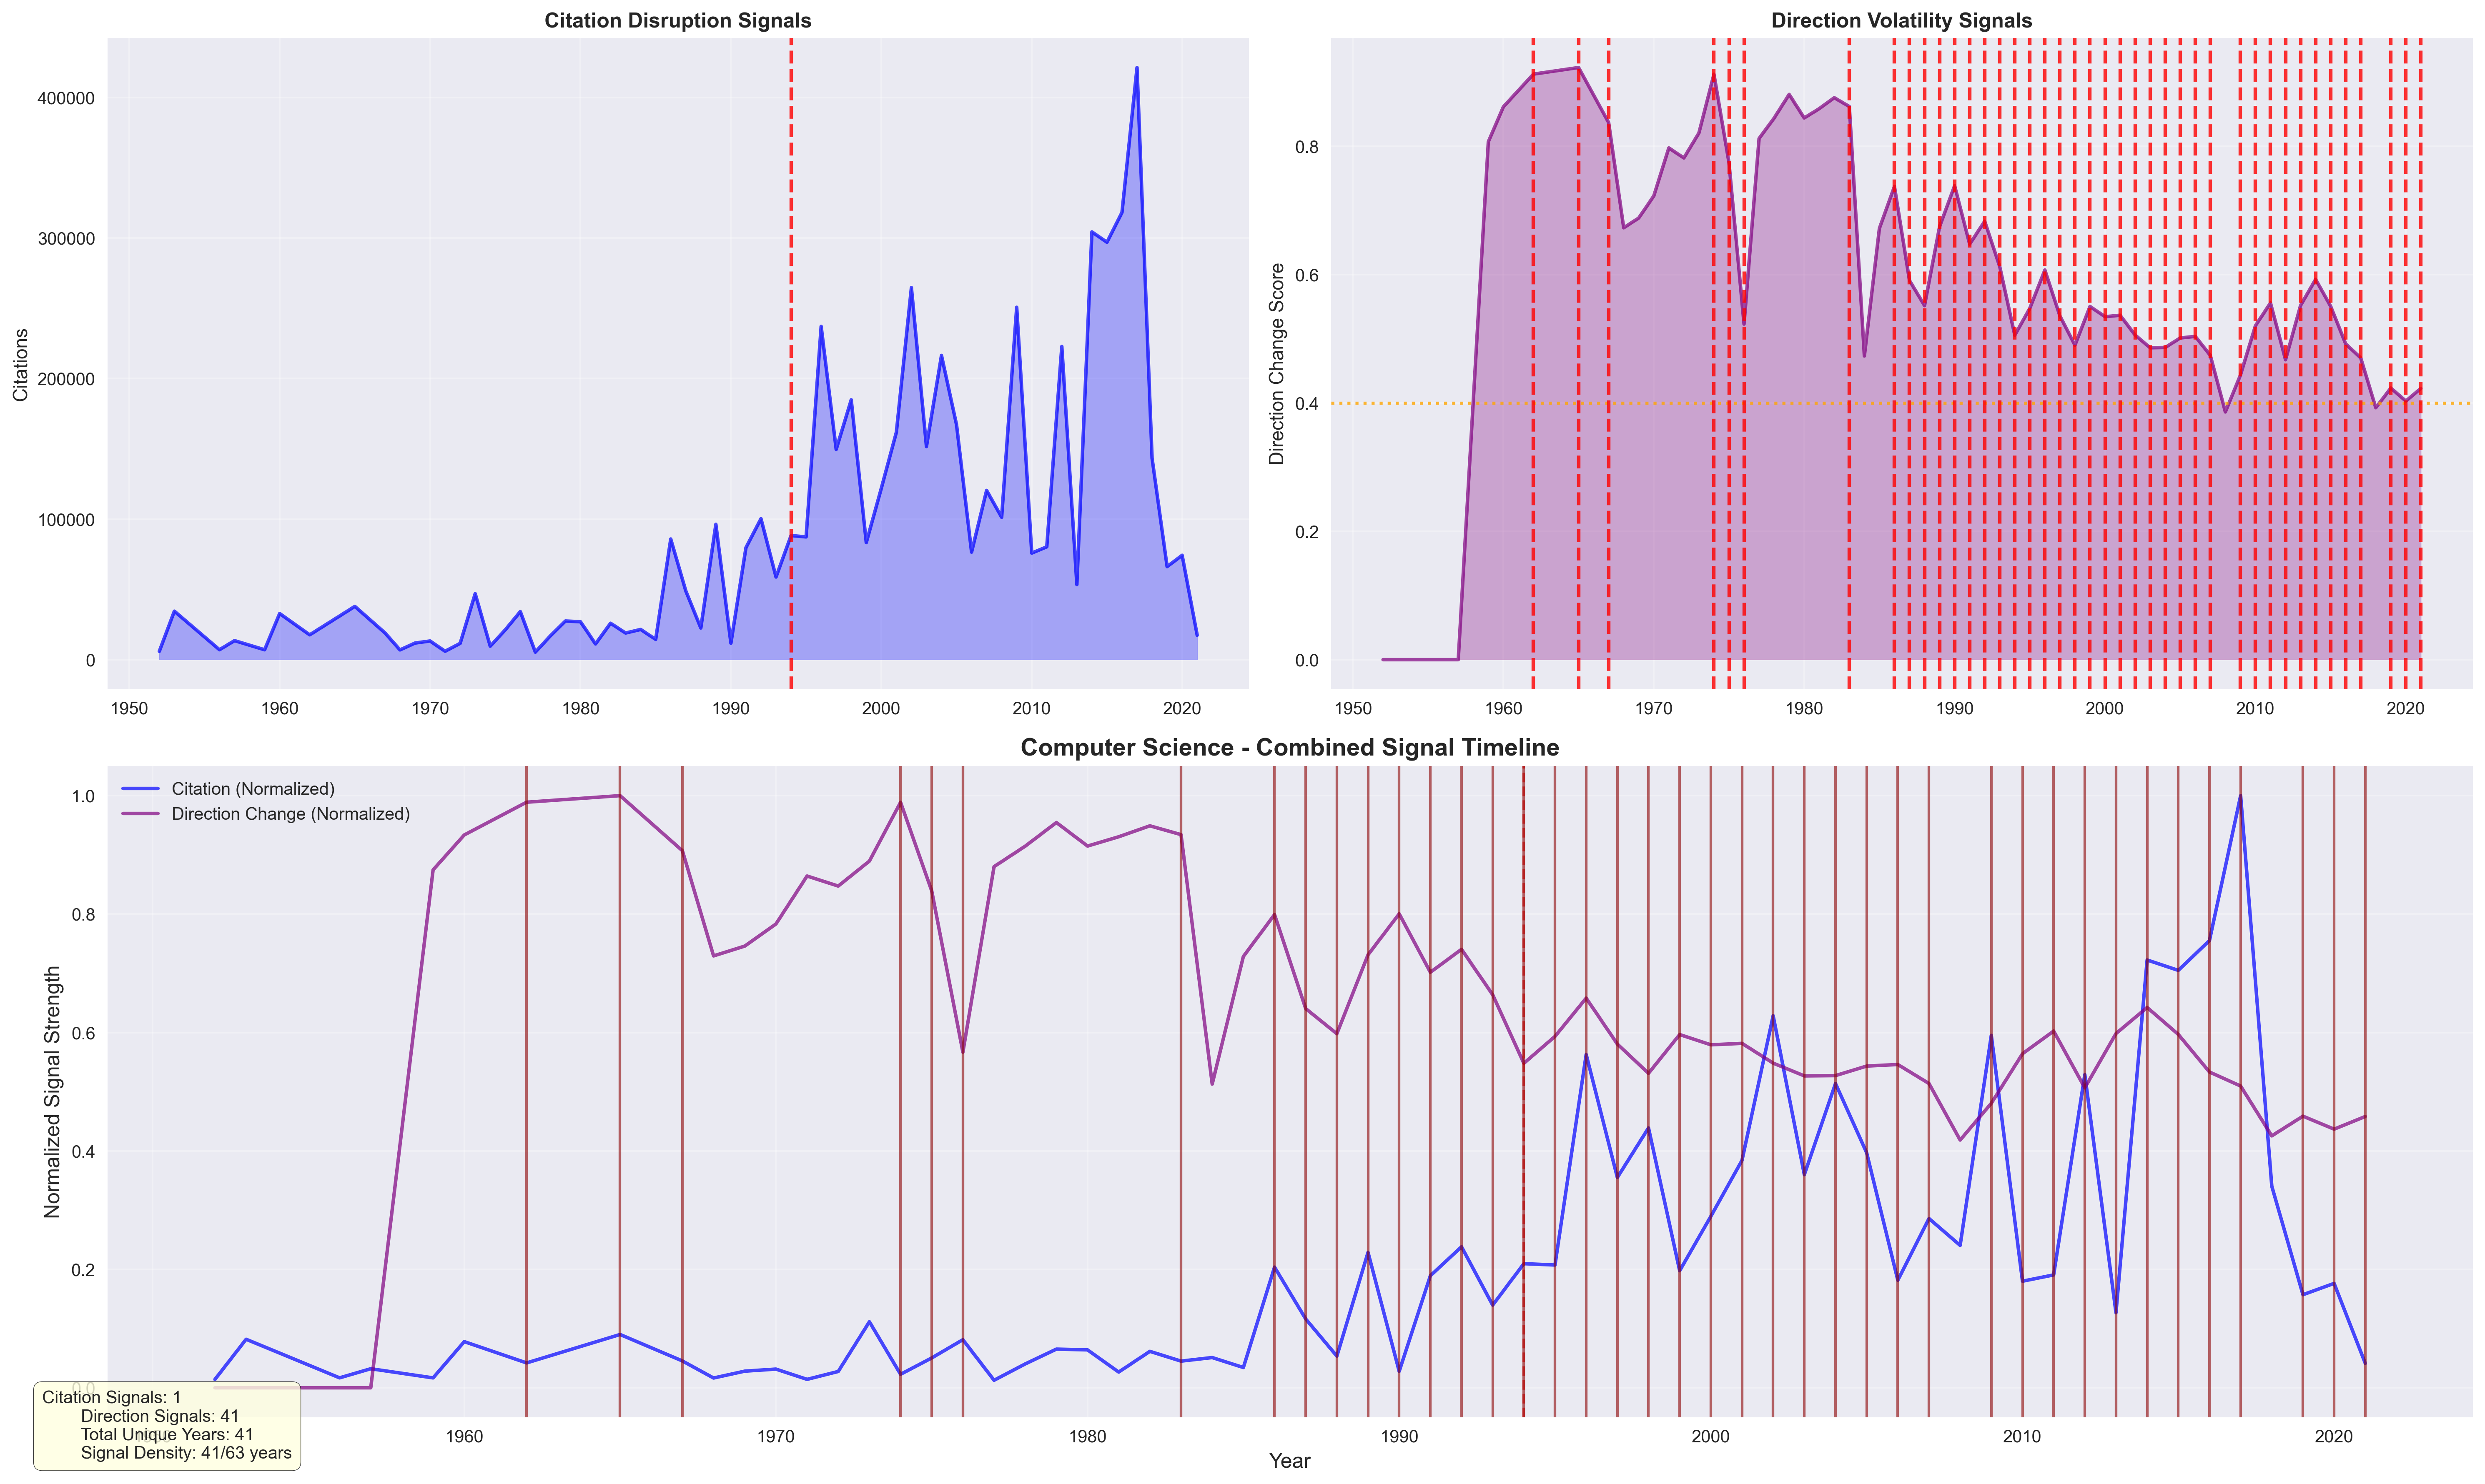 Citation Disruption Signals
Citations
400000
300000
200000
100000
0
1950 1960 1970 1980 1990 2000 2010 2020
Direction Volatility Signals
Direction Change Score
0.8
0.6
0.4
0.2
0.0
1950 1960 1970 1980 1990 2000 2010 2020
Computer Science - Combined Signal Timeline
Citation (Normalized)
Direction Change (Normalized)
Normalized Signal Strength
1.0
0.8
0.6
0.4
0.2
0.0
Citation Signals: 1
Direction Signals: 41
Total Unique Years: 41
Signal Density: 41/63 years
1960 1970 1980 1990 2000 2010 2020
Year